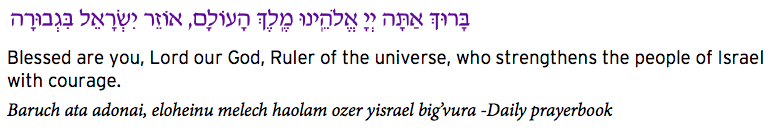 בָּרוּךְ אַתָּה יְיָ אֱלֹהֵֽינוּ מֶֽלֶךְ הָעוֹלָם, אוֹזֵר יִשְׂרָאֵל בִּגְבוּרָה
Blessed are you, Lord our God, Ruler of the universe, who strengthens the people of Israel
with courage.
Baruch ata adonai, eloheinu melech haolam ozer yisrael big’vura -Daily prayerbook